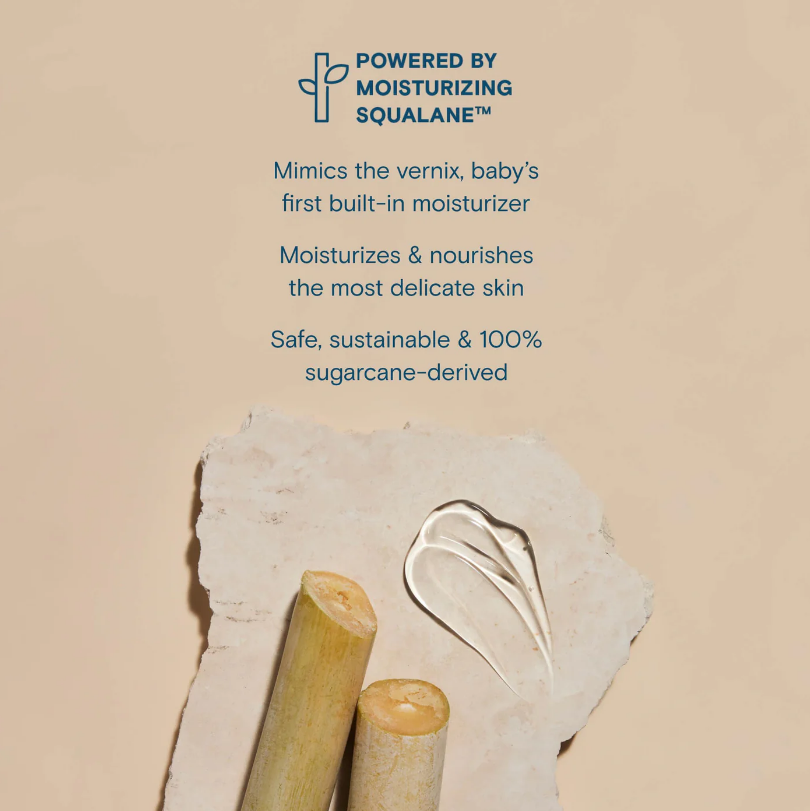 POWERED BY
MOISTURIZING
SQUALANE™
Mimics the vernix, baby's
first built-in moisturizer
Moisturizes & nourishes
the most delicate skin
Safe, sustainable & 100%
sugarcane-derived